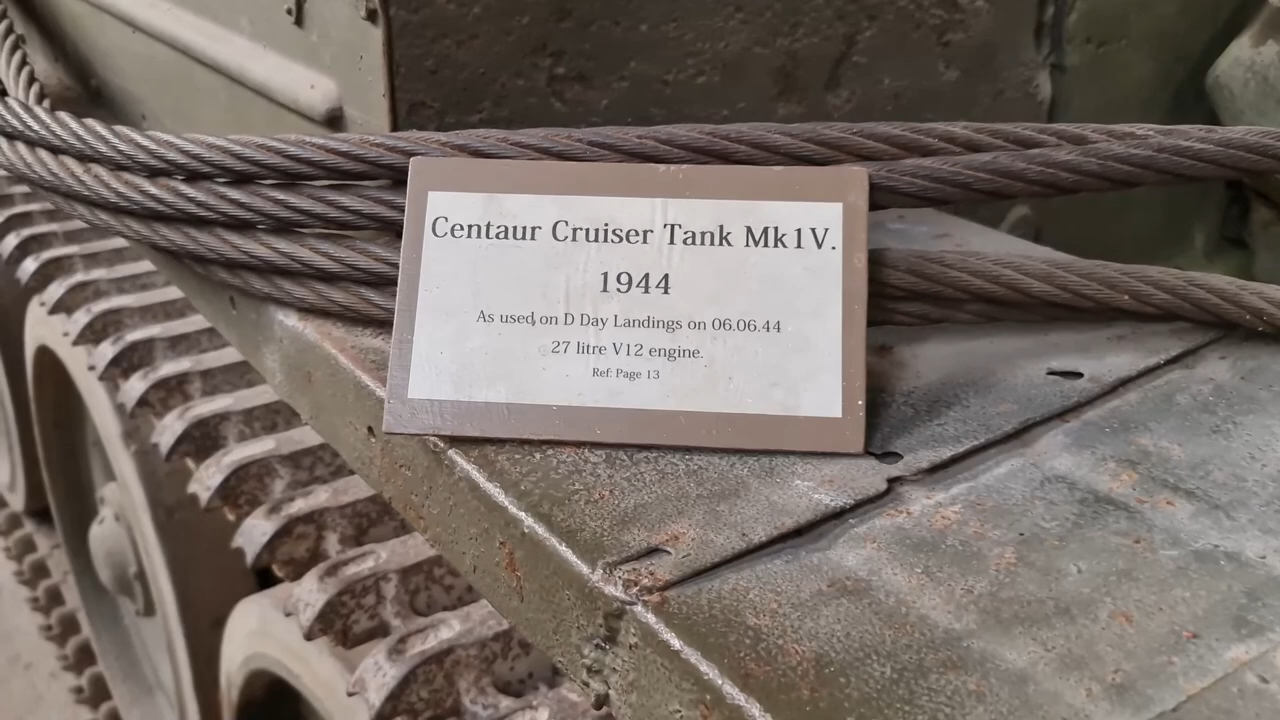 Centaur Cruiser Tank Mk1V.
1944
As used on D Day Landings on 06.06.44
27 litre V12 engine.
Ref: Page 13